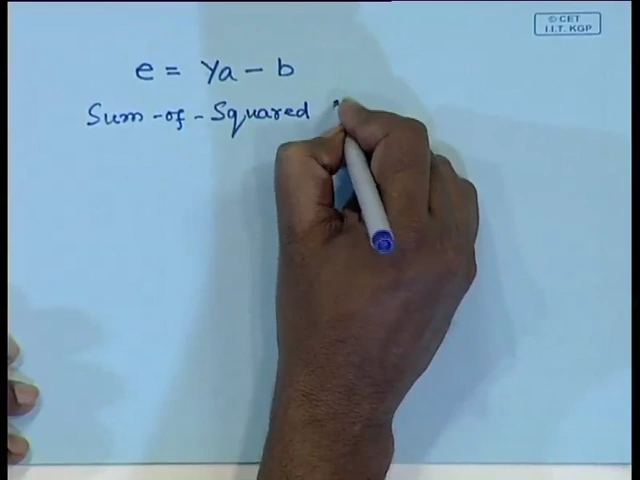 © CET
I.I.T. KGP
e = Ya - b
Sum-of-Squared